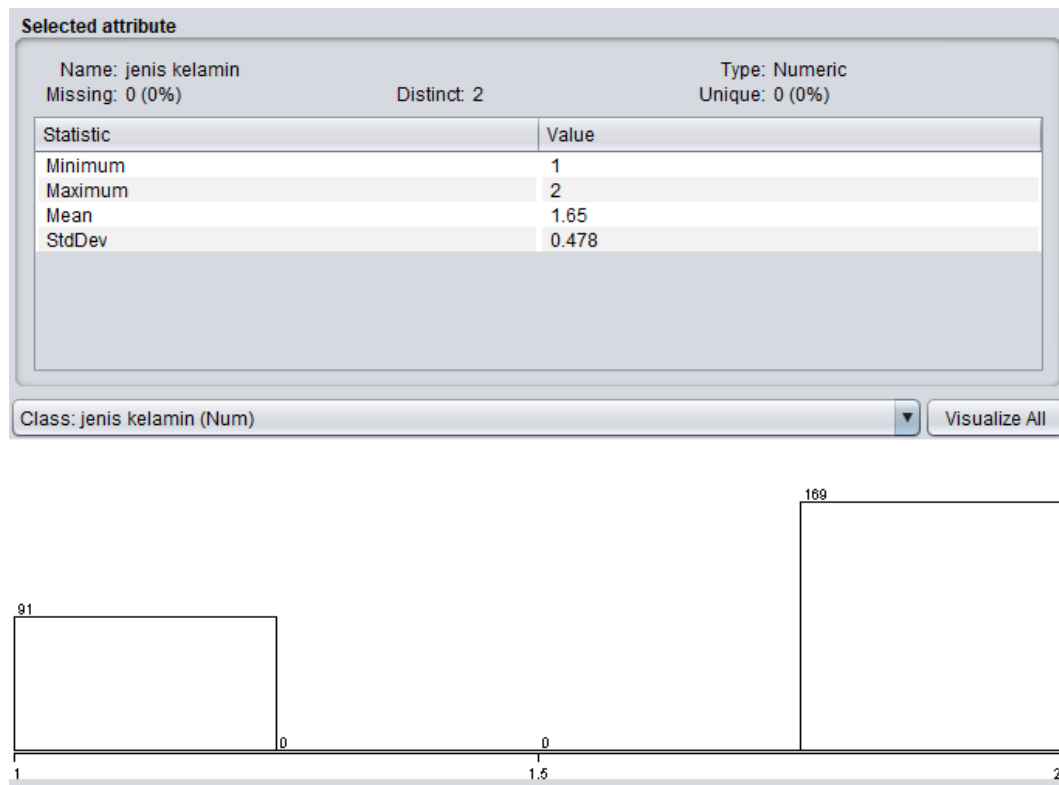 Selected attribute
Name: jenis kelamin Type: Numeric
Missing: 0 (0%) Distinct: 2 Unique: 0 (0%)
Statistic Value
Minimum 1
Maximum 2
Mean 1.65
StdDev 0.478
Class: jenis kelamin (Num) Visualize All
169
91
0 0
1 1.5 2